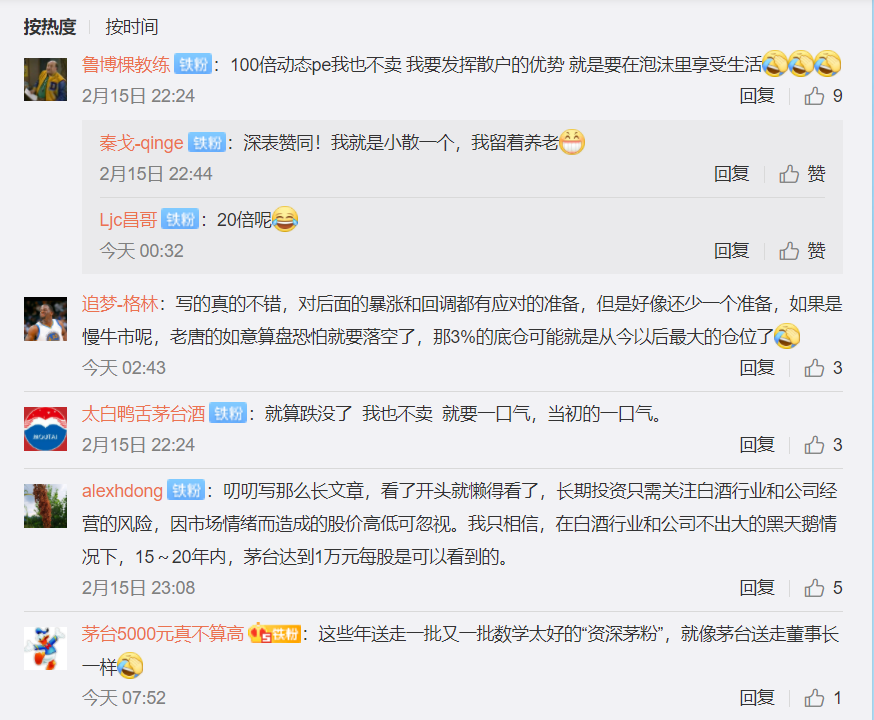 按热度 按时间
鲁博棵教练 铁粉：100倍动态pe我也不卖 我要发挥散户的优势 就是要在泡沫里享受生活
2月15日 22:24 回复 9
秦戈-qinge 铁粉：深表赞同！我就是小散一个，我留着养老
2月15日 22:44 回复 赞
Ljc昌哥 铁粉：20倍呢
今天 00:32 回复 赞
追梦-格林：写的真的不错，对后面的暴涨和回调都有应对的准备，但是好像还少一个准备，如果是
慢牛市呢，老唐的如意算盘恐怕就要落空了，那3%的底仓可能就是从今以后最大的仓位了
今天 02:43 回复 3
MOUTAI
太白鸭舌茅台酒 铁粉：就算跌没了 我也不卖 就要一口气，当初的一口气。
2月15日 22:24 回复 3
alexhdong 铁粉：叨叨写那么长文章，看了开头就懒得看了，长期投资只需关注白酒行业和公司经
营的风险，因市场情绪而造成的股价高低可忽视。我只相信，在白酒行业和公司不出大的黑天鹅情
况下，15～20年内，茅台达到1万元每股是可以看到的。
2月15日 23:08 回复 5
茅台5000元真不算高 5铁粉：这些年送走一批又一批数学太好的“资深茅粉”，就像茅台送走董事长
一样
今天 07:52 回复 1